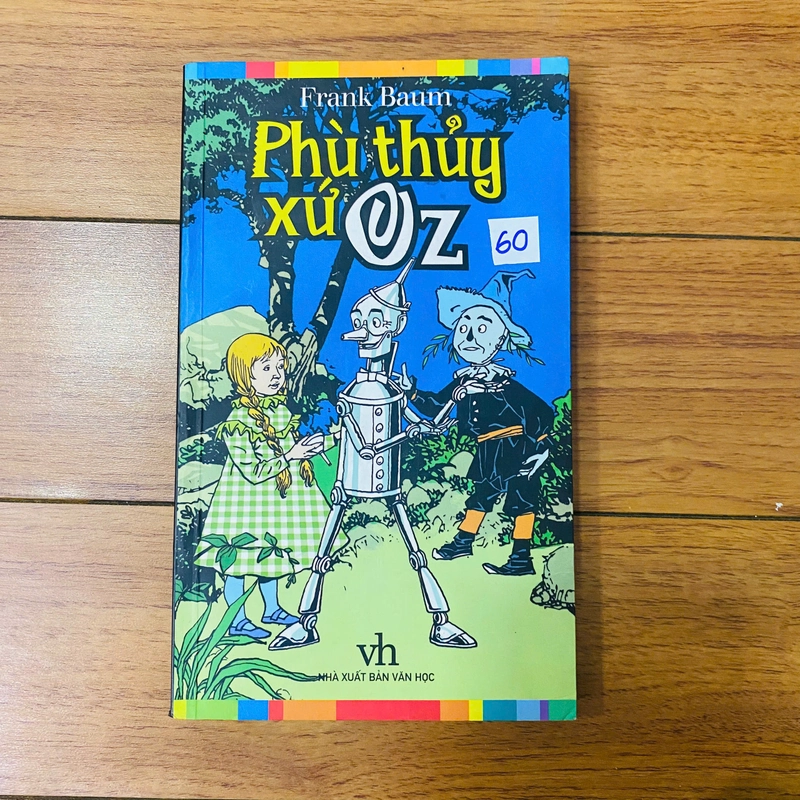 Frank Baum
Phù thủy
xứ Oz
60
vh
NHÀ XUẤT BẢN VĂN HỌC